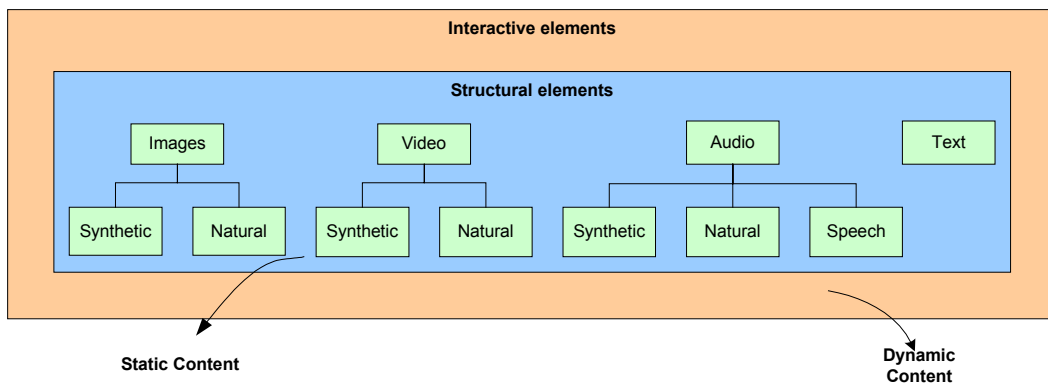 Interactive elements
Structural elements
Images
Video
Audio
Text
Synthetic
Natural
Synthetic
Natural
Synthetic
Natural
Speech
Static Content
Dynamic
Content